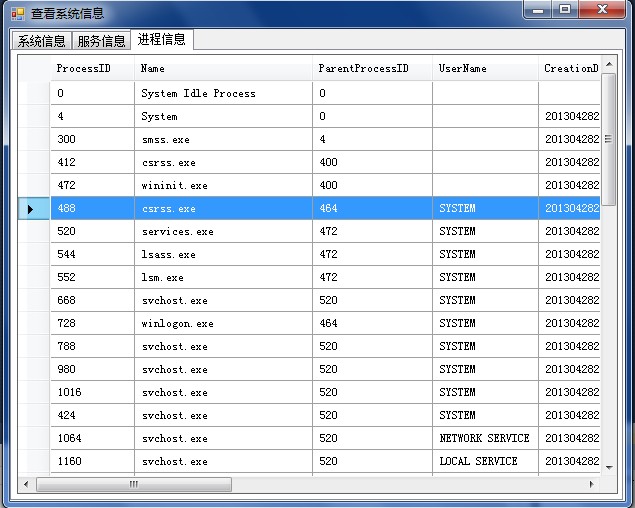 查看系统信息
系统信息 服务信息 进程信息
ProcessID Name ParentProcessID UserName CreationD
0 System Idle Process 0
4 System 0 201304282
300 smss.exe 4 201304282
412 csrss.exe 400 201304282
472 wininit.exe 400 201304282
488 csrss.exe 464 SYSTEM 201304282
520 services.exe 472 SYSTEM 201304282
544 lsass.exe 472 SYSTEM 201304282
552 lsm.exe 472 SYSTEM 201304282
668 svchost.exe 520 SYSTEM 201304282
728 winlogon.exe 464 SYSTEM 201304282
788 svchost.exe 520 SYSTEM 201304282
980 svchost.exe 520 SYSTEM 201304282
1016 svchost.exe 520 SYSTEM 201304282
424 svchost.exe 520 SYSTEM 201304282
1064 svchost.exe 520 NETWORK SERVICE 201304282
1160 svchost.exe 520 LOCAL SERVICE 201304282